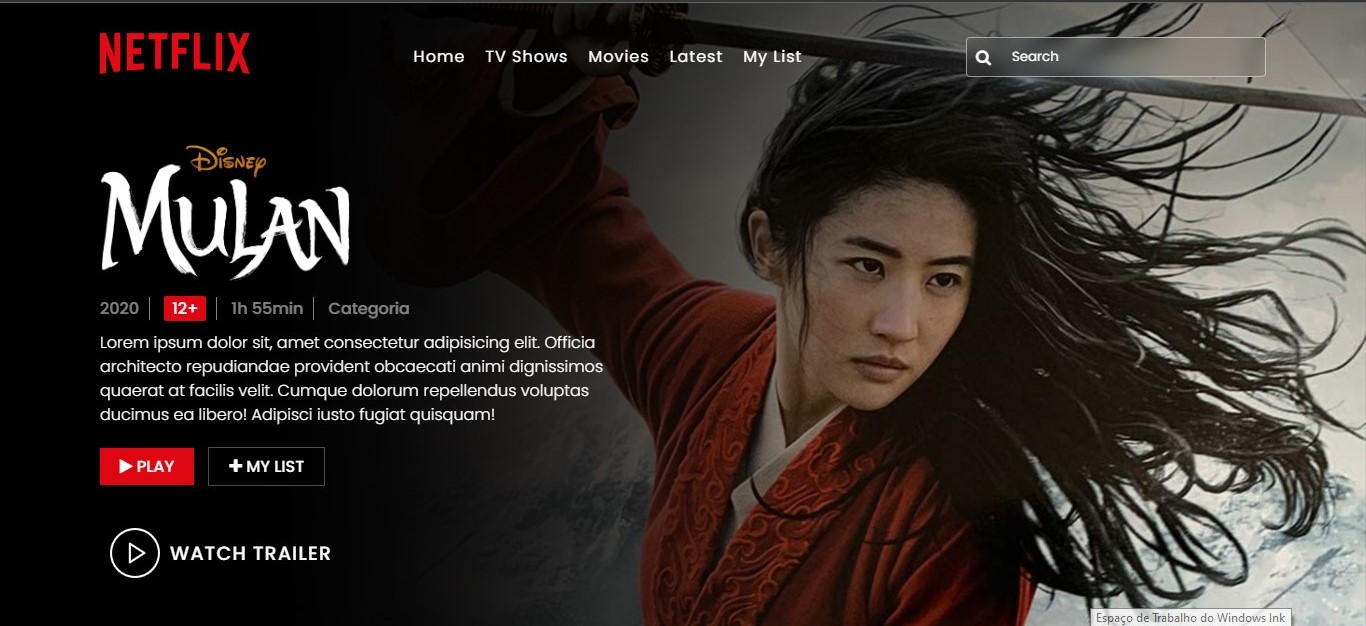 NETFLIX
Home TV Shows Movies Latest My List
Search
Disney
MULAN
2020 12+ 1h 55min Categoria
Lorem ipsum dolor sit, amet consectetur adipisicing elit. Officia
architecto repudiandae provident obcaecati animi dignissimos
quaerat at facilis velit. Cumque dolorum repellendus voluptas
ducimus ea libero! Adipisci iusto fugiat quisquam!
PLAY MY LIST
WATCH TRAILER
Espaço de Trabalho do Windows Ink